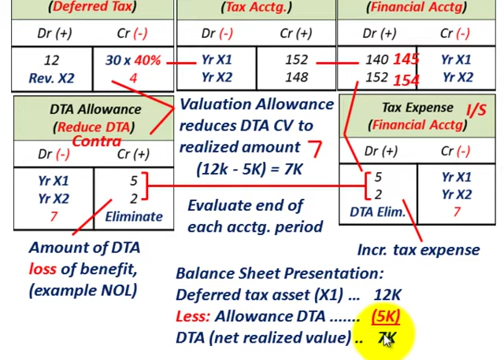 (Deferred Tax)
Dr (+) Cr (-)
12 30 x 40%
Rev. X2 4
(Tax Acctg.)
Dr (-) Cr (+)
Yr X1 152
Yr X2 148
(Financial Acctg)
Dr (+) Cr (-)
140 145 Yr X1
152 154 Yr X2
DTA Allowance
(Reduce DTA)
Contra
Dr (-) Cr (+)
Yr X1 5
Yr X2 2
7 Eliminate
Valuation Allowance
reduces DTA CV to
realized amount 7
(12k - 5K) = 7K
Evaluate end of
each acctg. period
Tax Expense I/S
(Financial Acctg)
Dr (+) Cr (-)
5 Yr X1
2 Yr X2
DTA Elim. 7
Amount of DTA
loss of benefit,
(example NOL)
Incr. tax expense
Balance Sheet Presentation:
Deferred tax asset (X1) ... 12K
Less: Allowance DTA ....... (5K)
DTA (net realized value) .. 7K